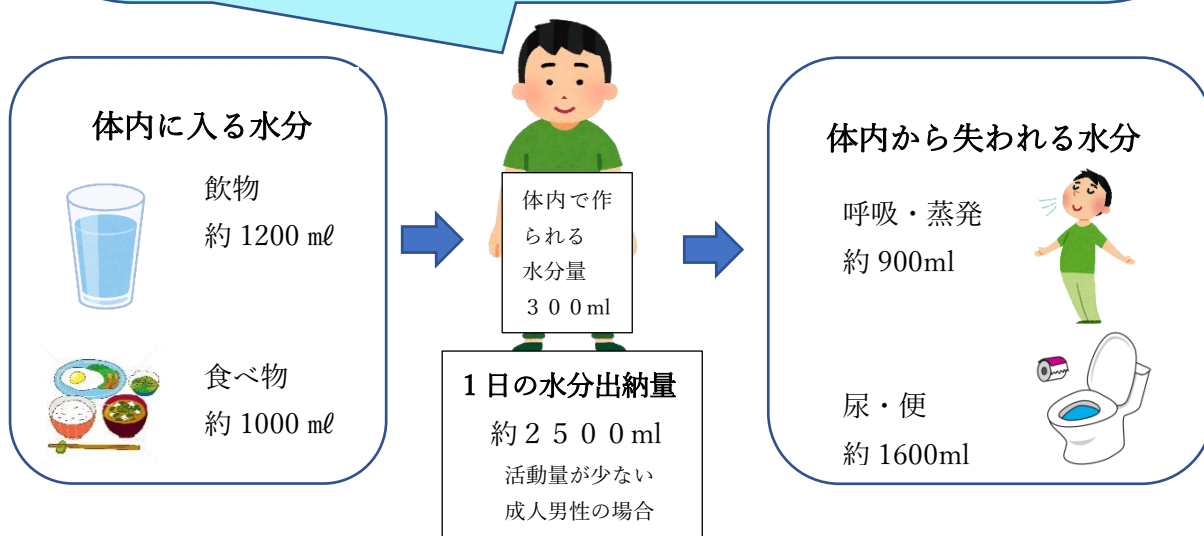 体内に入る水分
飲物
約 1200 ㎖
食べ物
約 1000 ㎖
体内で作
られる
水分量
３００ml
１日の水分出納量
約２５００ml
活動量が少ない
成人男性の場合
体内から失われる水分
呼吸・蒸発
約 900ml
尿・便
約 1600ml